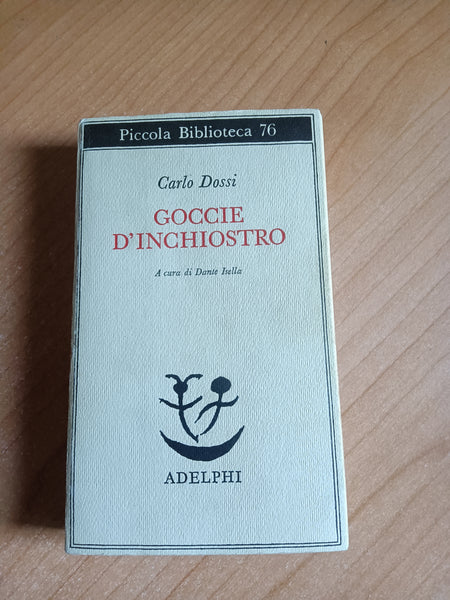 Piccola Biblioteca 76
Carlo Dossi
GOCCIE
D'INCHIOSTRO
A cura di Dante Isella
ADELPHI